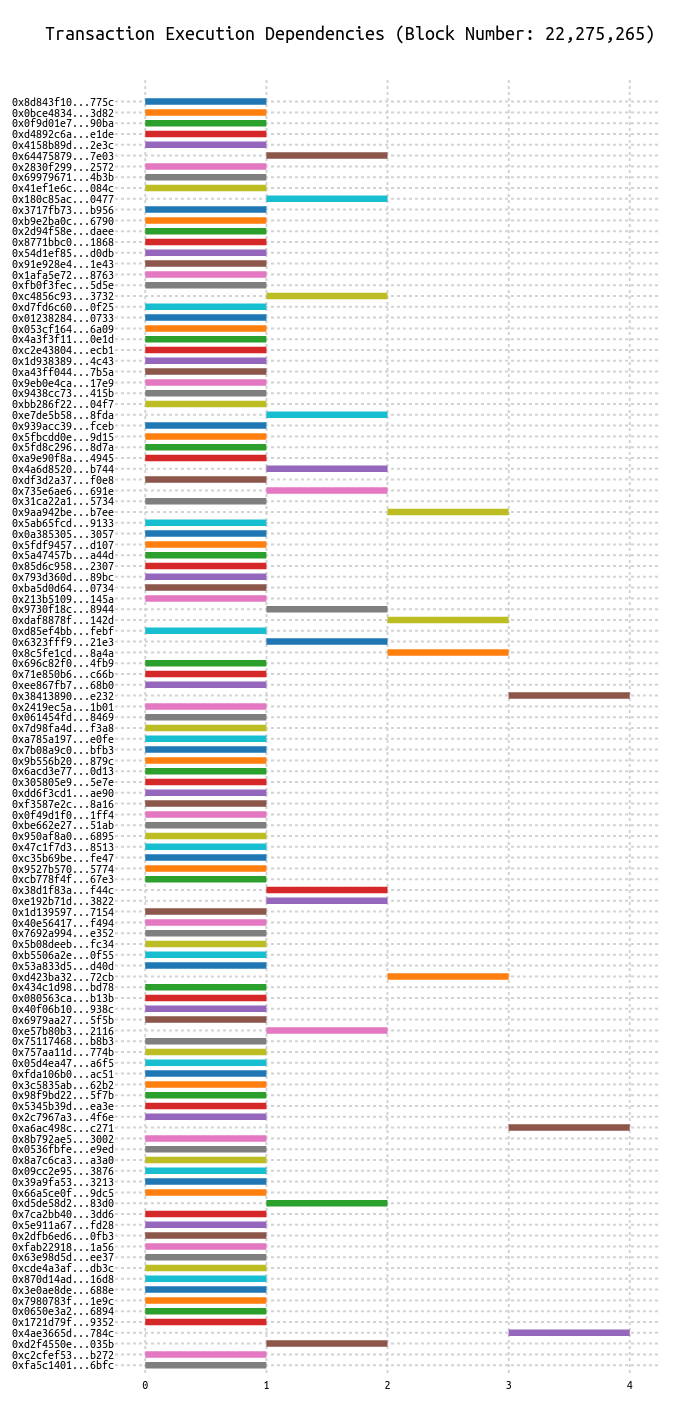 Transaction Execution Dependencies (Block Number: 22,275,265)
0x8d843f10...775c
0x0bce4834...3d82
0x0f9d01e7...90ba
0xd4892c6a...e1de
0x4158b89d...2e3c
0x64475879...7e03
0x2830f299...2572
0x69979671...4b3b
0x41ef1e6c...084c
0x180c85ac...0477
0x3717fb73...b956
0xb9e2ba0c...6790
0x2d94f58e...daee
0x8771bbc0...1868
0x54d1ef85...d0db
0x91e928e4...1e43
0x1afa5e72...8763
0xfb0f3fec...5d5e
0xc4856c93...3732
0xd7fd6c60...0f25
0x01238284...0733
0x053cf164...6a09
0x4a3f3f11...0e1d
0xc2e43804...ecb1
0x1d938389...4c43
0xa43ff044...7b5a
0x9eb0e4ca...17e9
0x9438cc73...415b
0xbb286f22...04f7
0xe7de5b58...8fda
0x939acc39...fceb
0x5fbcdd0e...9d15
0x5fd8c296...8d7a
0xa9e90f8a...4945
0x4a6d8520...b744
0xdf3d2a37...f0e8
0x735e6ae6...691e
0x31ca22a1...5734
0x9aa942be...b7ee
0x5ab65fcd...9133
0x0a385305...3057
0x5fdf9457...d107
0x5a47457b...a44d
0x85d6c958...2307
0x793d360d...89bc
0xba5d0d64...0734
0x213b5109...145a
0x9730f18c...8944
0xdaf8878f...142d
0xd85ef4bb...febf
0x6323fff9...21e3
0x8c5fe1cd...8a4a
0x696c82f0...4fb9
0x71e850b6...c66b
0xee867fb7...68b0
0x38413890...e232
0x2419ec5a...1b01
0x061454fd...8469
0x7d98fa4d...f3a8
0xa785a197...e0fe
0x7b08a9c0...bfb3
0x9b556b20...879c
0x6acd3e77...0d13
0x305805e9...5e7e
0xdd6f3cd1...ae90
0xf3587e2c...8a16
0x0f49d1f0...1ff4
0xbe662e27...51ab
0x950af8a0...6895
0x47c1f7d3...8513
0xc35b69be...fe47
0x9527b570...5774
0xcb778f4f...67e3
0x38d1f83a...f44c
0xe192b71d...3822
0x1d139597...7154
0x40e56417...f494
0x7692a994...e352
0x5b08deeb...fc34
0xb5506a2e...0f55
0x53a833d5...d40d
0xd423ba32...72cb
0x434c1d98...bd78
0x080563ca...b13b
0x40f06b10...938c
0x6979aa27...5f5b
0xe57b80b3...2116
0x75117468...b8b3
0x757aa11d...774b
0x05d4ea47...a6f5
0xfda106b0...ac51
0x3c5835ab...62b2
0x98f9bd22...5f7b
0x5345b39d...ea3e
0x2c7967a3...4f6e
0xa6ac498c...c271
0x8b792ae5...3002
0x0536fbfe...e9ed
0x8a7c6ca3...a3a0
0x09cc2e95...3876
0x39a9fa53...3213
0x66a5ce0f...9dc5
0xd5de58d2...83d0
0x7ca2bb40...3dd6
0x5e911a67...fd28
0x2dfb6ed6...0fb3
0xfab22918...1a56
0x63e98d5d...ee37
0xcde4a3af...db3c
0x870d14ad...16d8
0x3e0ae8de...688e
0x7980783f...1e9c
0x0650e3a2...6894
0x1721d79f...9352
0x4ae3665d...784c
0xd2f4550e...035b
0xc2cfef53...b272
0xfa5c1401...6bfc
0 1 2 3 4